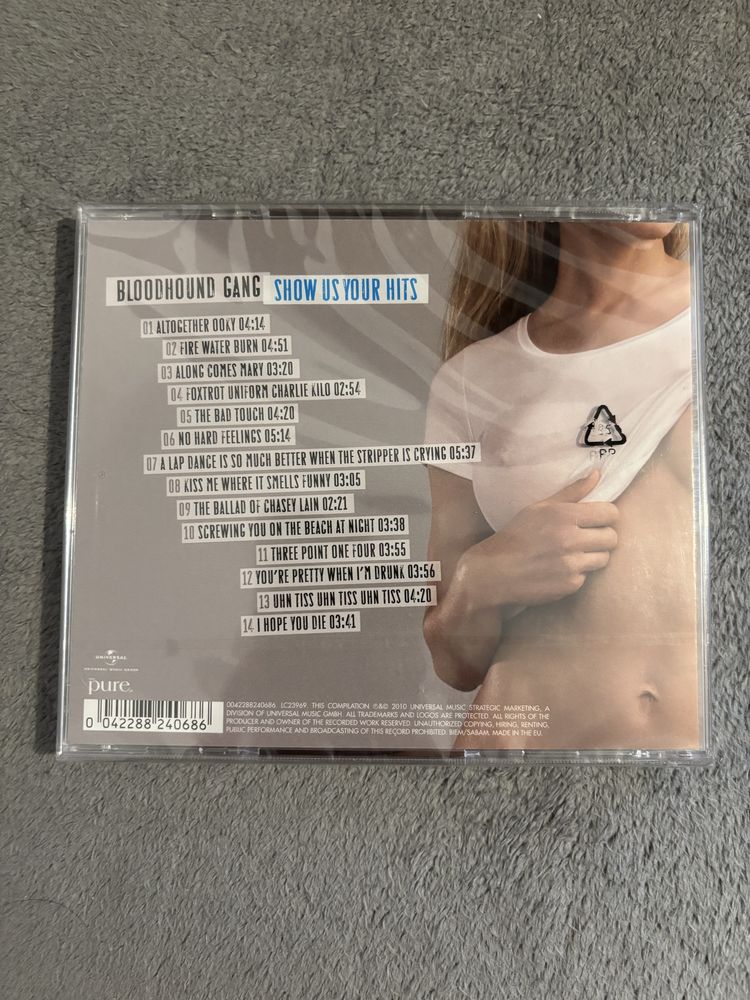 BLOODHOUND GANG SHOW US YOUR HITS
01 ALTOGETHER OOKY 04:14
02 FIRE WATER BURN 04:51
03 ALONG COMES MARY 03:20
04 FOXTROT UNIFORM CHARLIE KILO 02:54
05 THE BAD TOUCH 04:20
06 NO HARD FEELINGS 05:14
07 A LAP DANCE IS SO MUCH BETTER WHEN THE STRIPPER IS CRYING 05:37
08 KISS ME WHERE IT SMELLS FUNNY 03:05
09 THE BALLAD OF CHASEY LAIN 02:21
10 SCREWING YOU ON THE BEACH AT NIGHT 03:38
11 THREE POINT ONE FOUR 03:55
12 YOU'RE PRETTY WHEN I'M DRUNK 03:56
13 UHN TISS UHN TISS UHN TISS 04:20
14 I HOPE YOU DIE 03:41
UNIVERSAL
UNIVERSAL MUSIC GROUP
pure.
0 042288 240686
0042288240686 LC23969. THIS COMPILATION ℗&© 2010 UNIVERSAL MUSIC STRATEGIC MARKETING, A
DIVISION OF UNIVERSAL MUSIC GMBH. ALL TRADEMARKS AND LOGOS ARE PROTECTED. ALL RIGHTS OF THE
PRODUCER AND OWNER OF THE RECORDED WORK RESERVED. UNAUTHORIZED COPYING, HIRING, RENTING,
PUBLIC PERFORMANCE AND BROADCASTING OF THIS RECORD PROHIBITED. BIEM/SABAM. MADE IN THE EU.